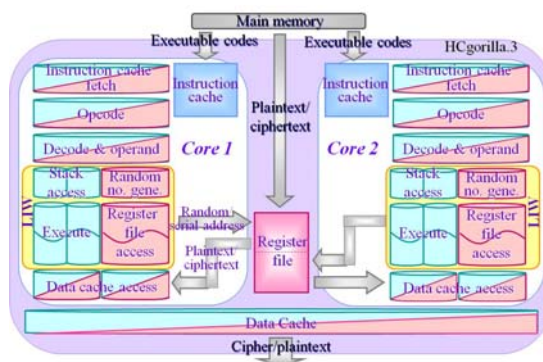 Main memory
Executable codes
Executable codes
HCgorilla.3
Instruction cache
fetch
Instruction
cache
Opcode
Decode & operand
Core 1
Plaintext/
ciphertext
Core 2
Instruction
cache
Instruction cache
fetch
Opcode
Decode & operand
LIW
Stack
access
Random
no. gene.
Execute
Register
file
access
Data cache access
Random
/serial address
Plaintext/
ciphertext
Register
file
Stack
access
Random
no. gene.
LIW
Execute
Register
file
access
Data cache access
Data Cache
Cipher/plaintext